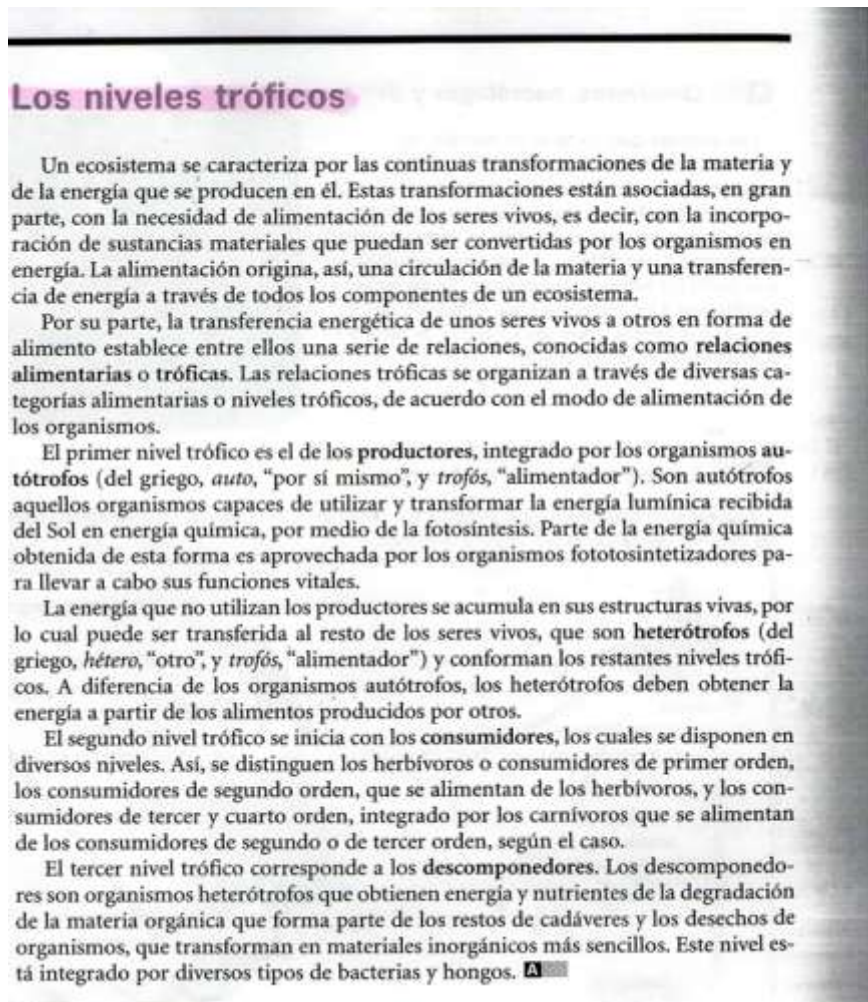 Los niveles tróficos
Un ecosistema se caracteriza por las continuas transformaciones de la materia y
de la energía que se producen en él. Estas transformaciones están asociadas, en gran
parte, con la necesidad de alimentación de los seres vivos, es decir, con la incorpo-
ración de sustancias materiales que puedan ser convertidas por los organismos en
energía. La alimentación origina, así, una circulación de la materia y una transferen-
cia de energía a través de todos los componentes de un ecosistema.
Por su parte, la transferencia energética de unos seres vivos a otros en forma de
alimento establece entre ellos una serie de relaciones, conocidas como relaciones
alimentarias o tróficas. Las relaciones tróficas se organizan a través de diversas ca-
tegorías alimentarias o niveles tróficos, de acuerdo con el modo de alimentación de
los organismos.
El primer nivel trófico es el de los productores, integrado por los organismos au-
tótrofos (del griego, auto, “por sí mismo”, y trofós, “alimentador”). Son autótrofos
aquellos organismos capaces de utilizar y transformar la energía lumínica recibida
del Sol en energía química, por medio de la fotosíntesis. Parte de la energía química
obtenida de esta forma es aprovechada por los organismos fototosintetizadores pa-
ra llevar a cabo sus funciones vitales.
La energía que no utilizan los productores se acumula en sus estructuras vivas, por
lo cual puede ser transferida al resto de los seres vivos, que son heterótrofos (del
griego, hétero, “otro”, y trofós, “alimentador”) y conforman los restantes niveles trófi-
cos. A diferencia de los organismos autótrofos, los heterótrofos deben obtener la
energía a partir de los alimentos producidos por otros.
El segundo nivel trófico se inicia con los consumidores, los cuales se disponen en
diversos niveles. Así, se distinguen los herbívoros o consumidores de primer orden,
los consumidores de segundo orden, que se alimentan de los herbívoros, y los con-
sumidores de tercer y cuarto orden, integrado por los carnívoros que se alimentan
de los consumidores de segundo o de tercer orden, según el caso.
El tercer nivel trófico corresponde a los descomponedores. Los descomponedo-
res son organismos heterótrofos que obtienen energía y nutrientes de la degradación
de la materia orgánica que forma parte de los restos de cadáveres y los desechos de
organismos, que transforman en materiales inorgánicos más sencillos. Este nivel es-
tá integrado por diversos tipos de bacterias y hongos. A